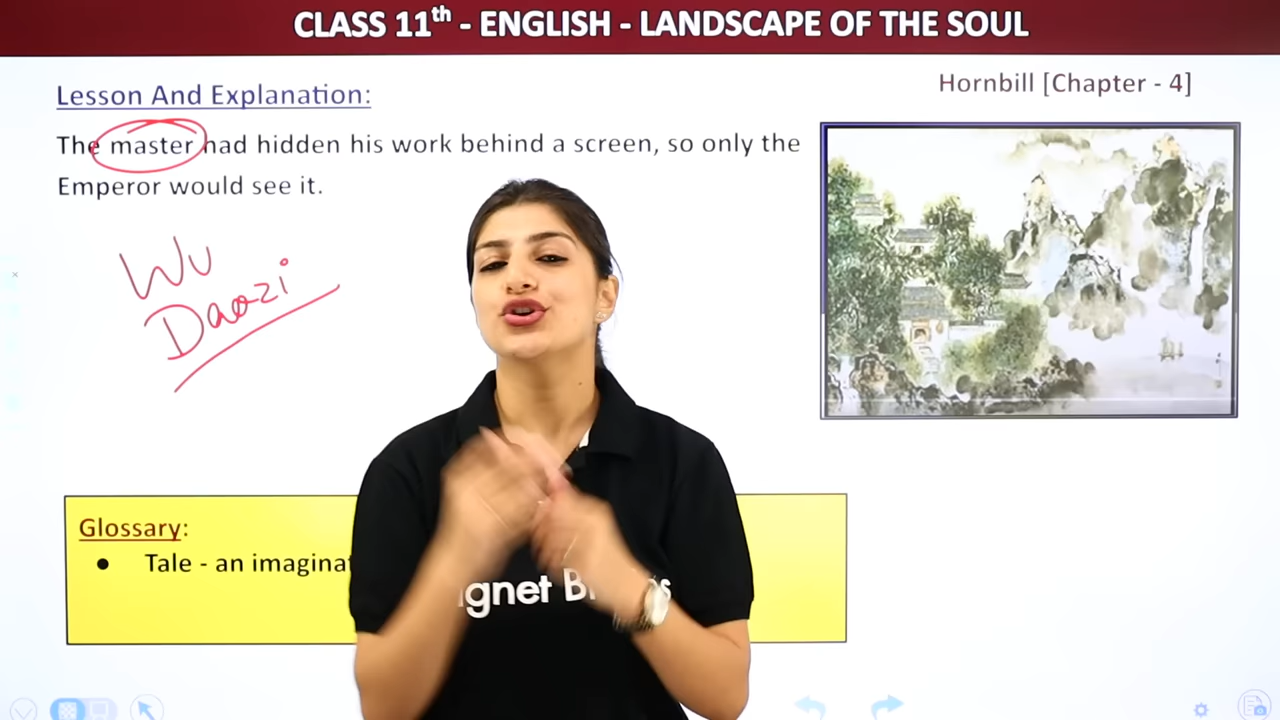 CLASS 11th - ENGLISH - LANDSCAPE OF THE SOUL
Hornbill [Chapter - 4]
Lesson And Explanation:
The master had hidden his work behind a screen, so only the
Emperor would see it.
Wu
Daozi
Glossary:
● Tale - an